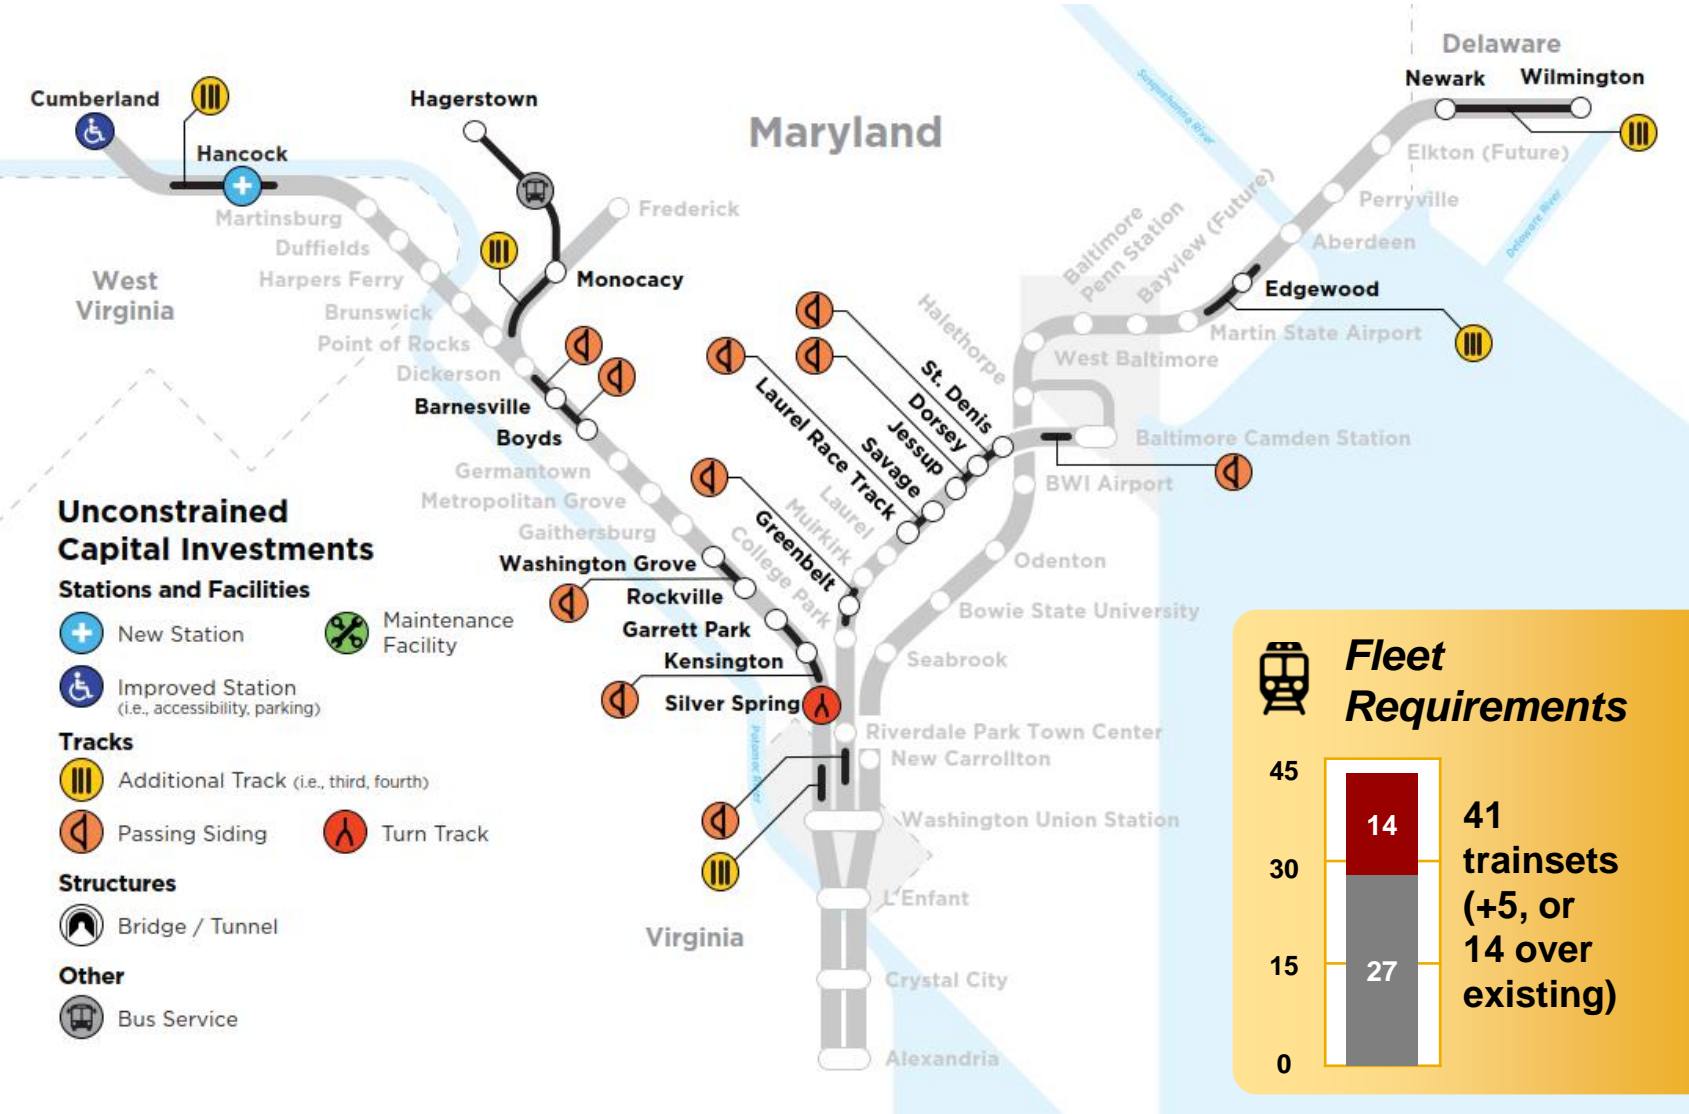 Delaware
Newark
Wilmington
Cumberland
Hagerstown
Maryland
Susquehanna River
Hancock
Elkton (Future)
Perryville
Delaware River
Martinsburg
Frederick
Duffields
Aberdeen
Baltimore
Penn Station
Bayview (Future)
West
Virginia
Harpers Ferry
Monocacy
Edgewood
Brunswick
Halethorpe
Martin State Airport
Point of Rocks
West Baltimore
Dickerson
St. Denis
Dorsey
Jessup
Savage
Laurel Race Track
Barnesville
Boyds
Baltimore Camden Station
Germantown
BWI Airport
Metropolitan Grove
Laurel
Muirkirk
Greenbelt
College Park
Gaithersburg
Odenton
Washington Grove
Rockville
Bowie State University
Garrett Park
Kensington
Seabrook
Silver Spring
Riverdale Park Town Center
New Carrollton
Potomac River
Washington Union Station
L'Enfant
Virginia
Crystal City
Alexandria
Unconstrained
Capital Investments
Stations and Facilities
New Station
Maintenance
Facility
Improved Station
(i.e., accessibility, parking)
Tracks
Additional Track (i.e., third, fourth)
Passing Siding
Turn Track
Structures
Bridge / Tunnel
Other
Bus Service
Fleet
Requirements
45
30
15
0
14
27
41
trainsets
(+5, or
14 over
existing)